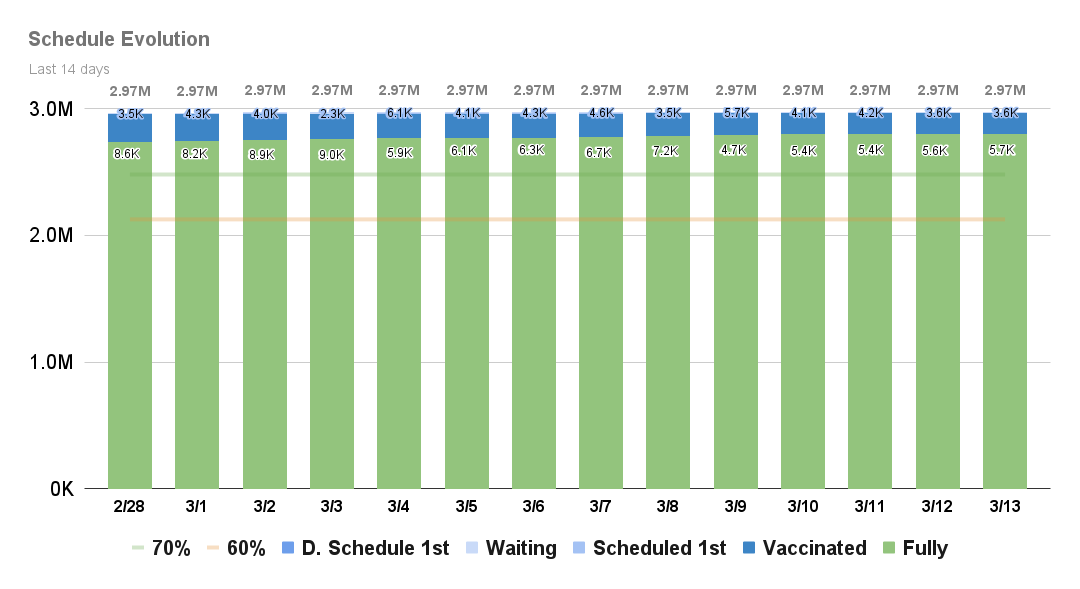 Schedule Evolution
Last 14 days
2.97M 2.97M 2.97M 2.97M 2.97M 2.97M 2.97M 2.97M 2.97M 2.97M 2.97M 2.97M 2.97M 2.97M
3.0M
3.5K 4.3K 4.0K 2.3K 6.1K 4.1K 4.3K 4.6K 3.5K 5.7K 4.1K 4.2K 3.6K 3.6K
8.6K 8.2K 8.9K 9.0K 5.9K 6.1K 6.3K 6.7K 7.2K 4.7K 5.4K 5.4K 5.6K 5.7K
2.0M
1.0M
0K
2/28 3/1 3/2 3/3 3/4 3/5 3/6 3/7 3/8 3/9 3/10 3/11 3/12 3/13
70% 60% D. Schedule 1st Waiting Scheduled 1st Vaccinated Fully